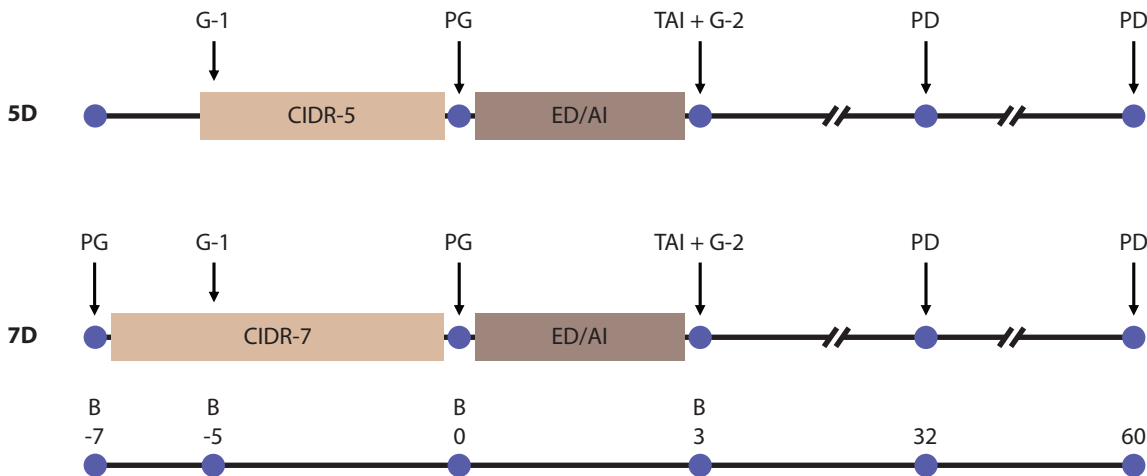 G-1 PG TAI + G-2 PD PD
5D CIDR-5 ED/AI
PG G-1 PG TAI + G-2 PD PD
7D CIDR-7 ED/AI
B B B B
-7 -5 0 3 32 60